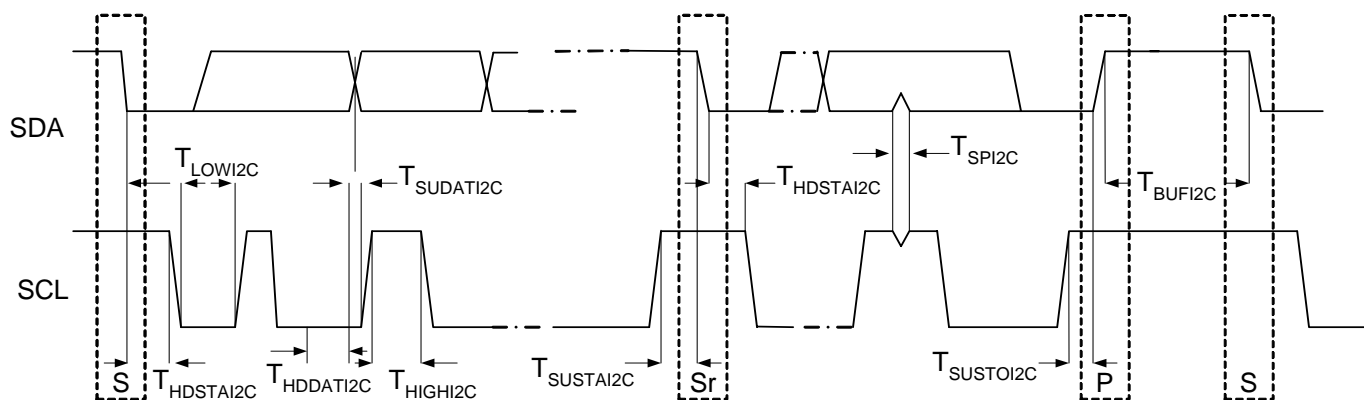 SDA
T_LOWI2C
T_SUDATI2C
T_SPI2C
T_HDSTAI2C
T_BUFI2C
SCL
S
T_HDSTAI2C
T_HDDATI2C
T_HIGHI2C
T_SUSTAI2C
Sr
T_SUSTOI2C
P
S